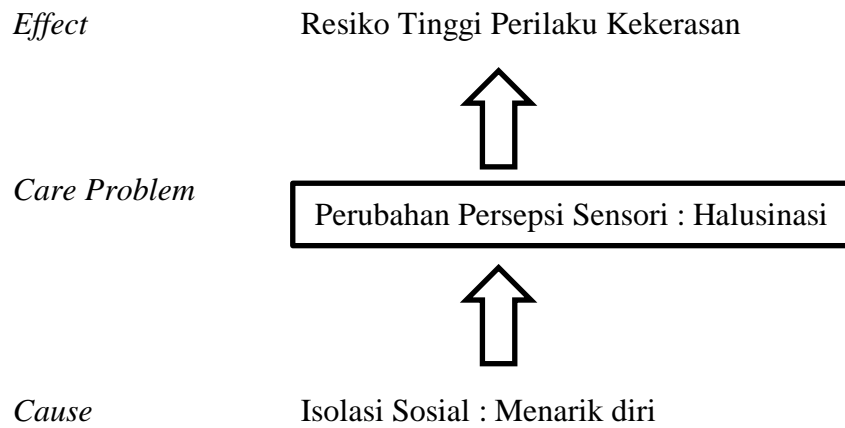 Effect Resiko Tinggi Perilaku Kekerasan
Care Problem
Perubahan Persepsi Sensori : Halusinasi
Cause Isolasi Sosial : Menarik diri